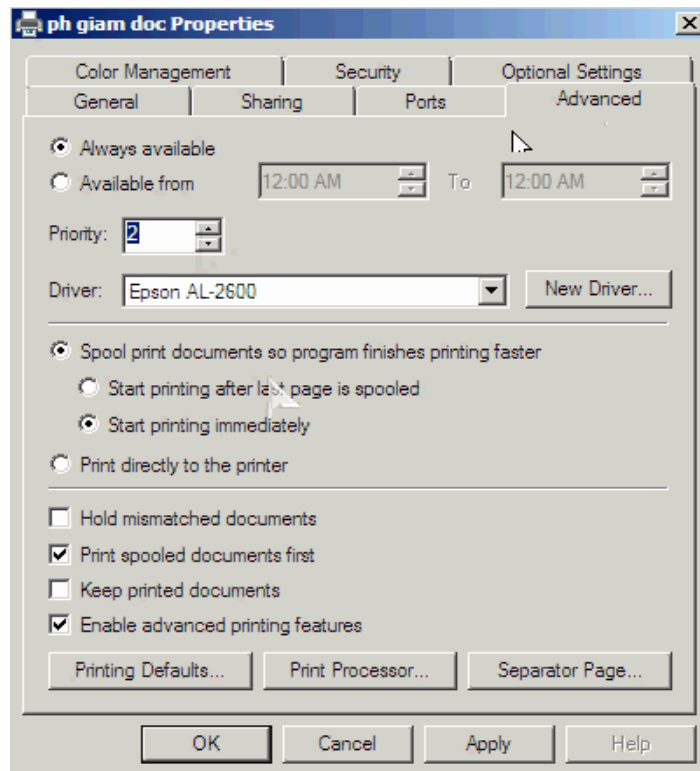 ph giam doc Properties
Color Management Security Optional Settings
General Sharing Ports Advanced
Always available
Available from 12:00 AM To 12:00 AM
Priority: 2
Driver: Epson AL-2600 New Driver...
Spool print documents so program finishes printing faster
Start printing after last page is spooled
Start printing immediately
Print directly to the printer
Hold mismatched documents
Print spooled documents first
Keep printed documents
Enable advanced printing features
Printing Defaults... Print Processor... Separator Page...
OK Cancel Apply Help